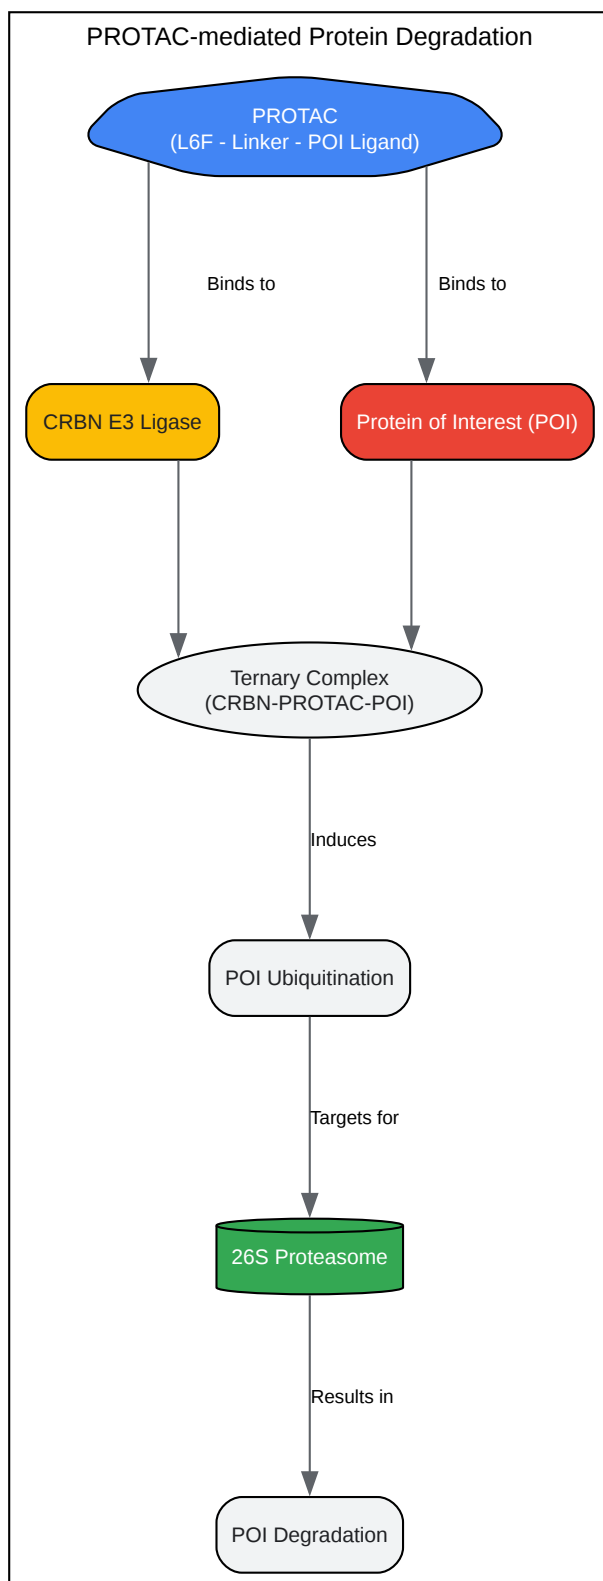 PROTAC-mediated Protein Degradation
PROTAC
(L6F - Linker - POI Ligand)
Binds to
Binds to
CRBN E3 Ligase
Protein of Interest (POI)
Ternary Complex
(CRBN-PROTAC-POI)
Induces
POI Ubiquitination
Targets for
26S Proteasome
Results in
POI Degradation